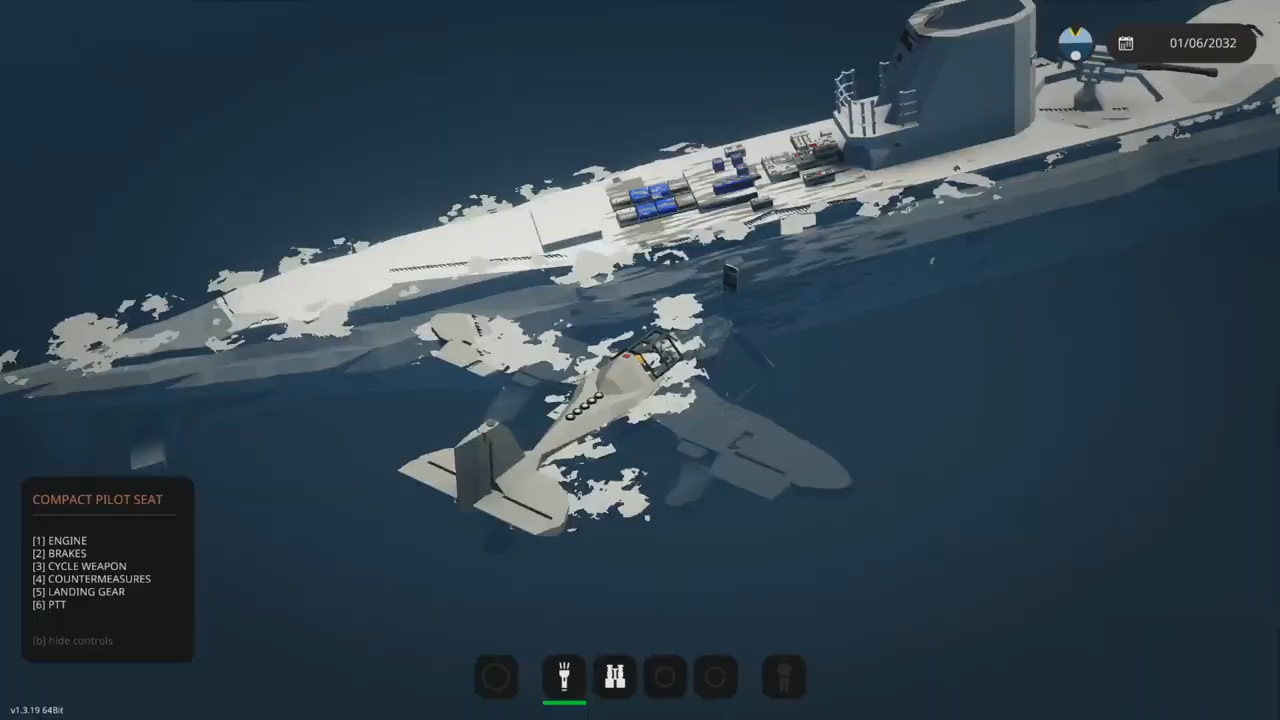 01/06/2032
COMPACT PILOT SEAT
[1] ENGINE
[2] BRAKES
[3] CYCLE WEAPON
[4] COUNTERMEASURES
[5] LANDING GEAR
[6] PTT
[b] hide controls
v1.3.19 64Bit